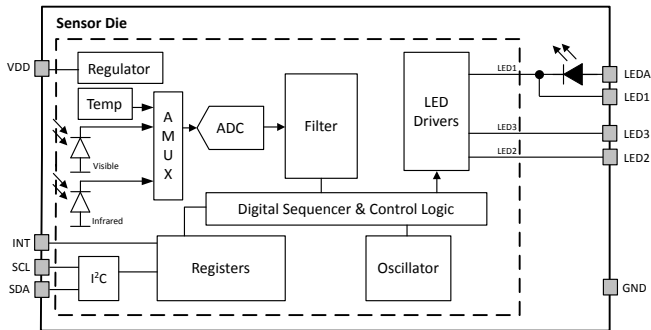 Sensor Die
VDD
Regulator
Temp
AMUX
ADC
Filter
LED Drivers
LED1
LEDA
LED1
LED3
LED3
LED2
LED2
Visible
Infrared
Digital Sequencer & Control Logic
INT
SCL
SDA
I²C
Registers
Oscillator
GND